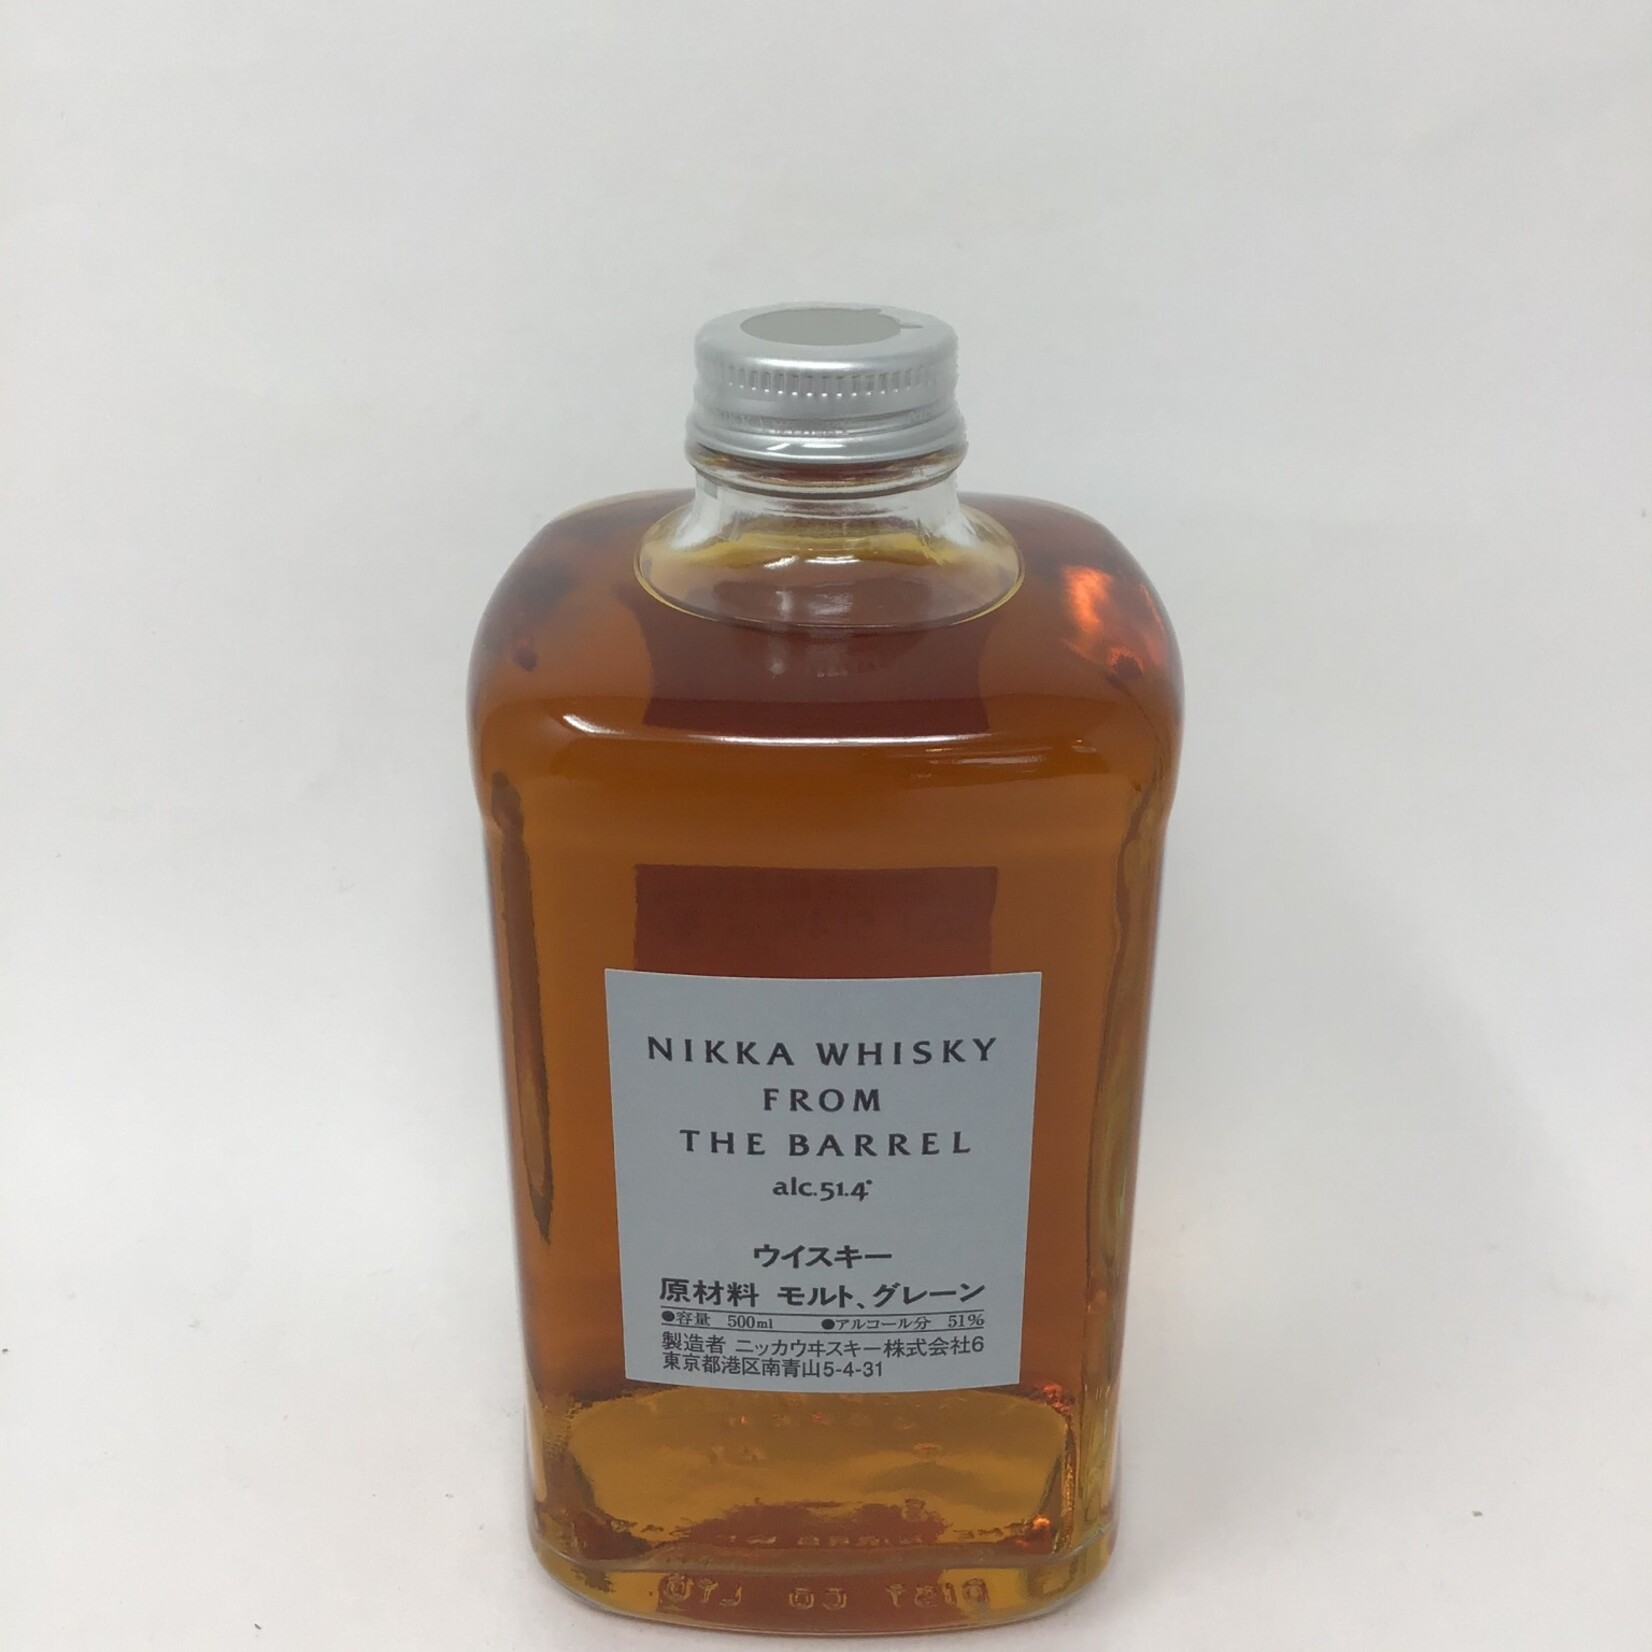 NIKKA WHISKY
FROM
THE BARREL
alc.51.4°
ウイスキー
原材料 モルト、グレーン
●容量 500ml ●アルコール分 51%
製造者 ニッカウヰスキー株式会社6
東京都港区南青山5-4-31